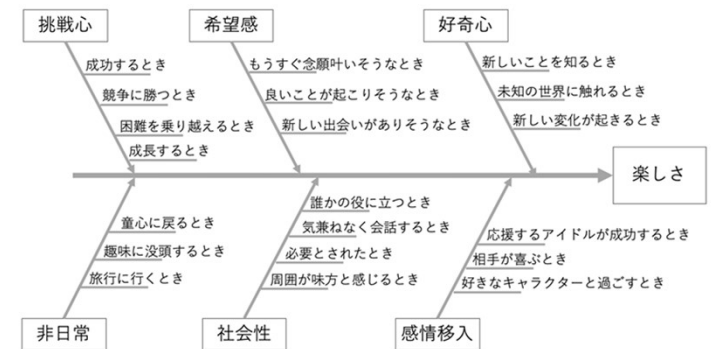 挑戦心
希望感
好奇心
成功するとき
競争に勝つとき
困難を乗り越えるとき
成長するとき
もうすぐ念願叶いそうなとき
良いことが起こりそうなとき
新しい出会いがありそうなとき
新しいことを知るとき
未知の世界に触れるとき
新しい変化が起きるとき
楽しさ
童心に戻るとき
趣味に没頭するとき
旅行に行くとき
誰かの役に立つとき
気兼ねなく会話するとき
必要とされたとき
周囲が味方と感じるとき
応援するアイドルが成功するとき
相手が喜ぶとき
好きなキャラクターと過ごすとき
非日常
社会性
感情移入